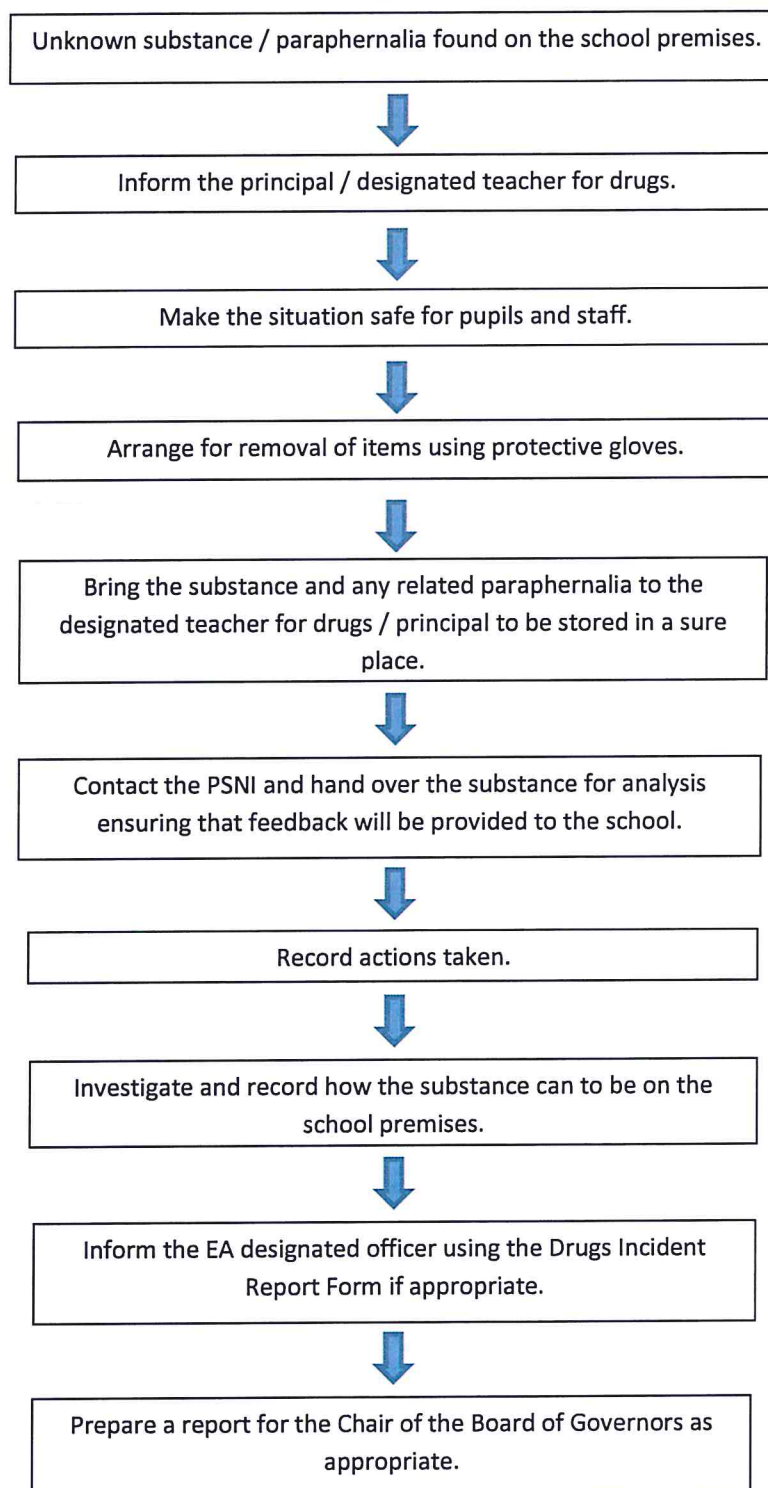 Unknown substance / paraphernalia found on the school premises.
Inform the principal / designated teacher for drugs.
Make the situation safe for pupils and staff.
Arrange for removal of items using protective gloves.
Bring the substance and any related paraphernalia to the
designated teacher for drugs / principal to be stored in a sure
place.
Contact the PSNI and hand over the substance for analysis
ensuring that feedback will be provided to the school.
Record actions taken.
Investigate and record how the substance can to be on the
school premises.
Inform the EA designated officer using the Drugs Incident
Report Form if appropriate.
Prepare a report for the Chair of the Board of Governors as
appropriate.